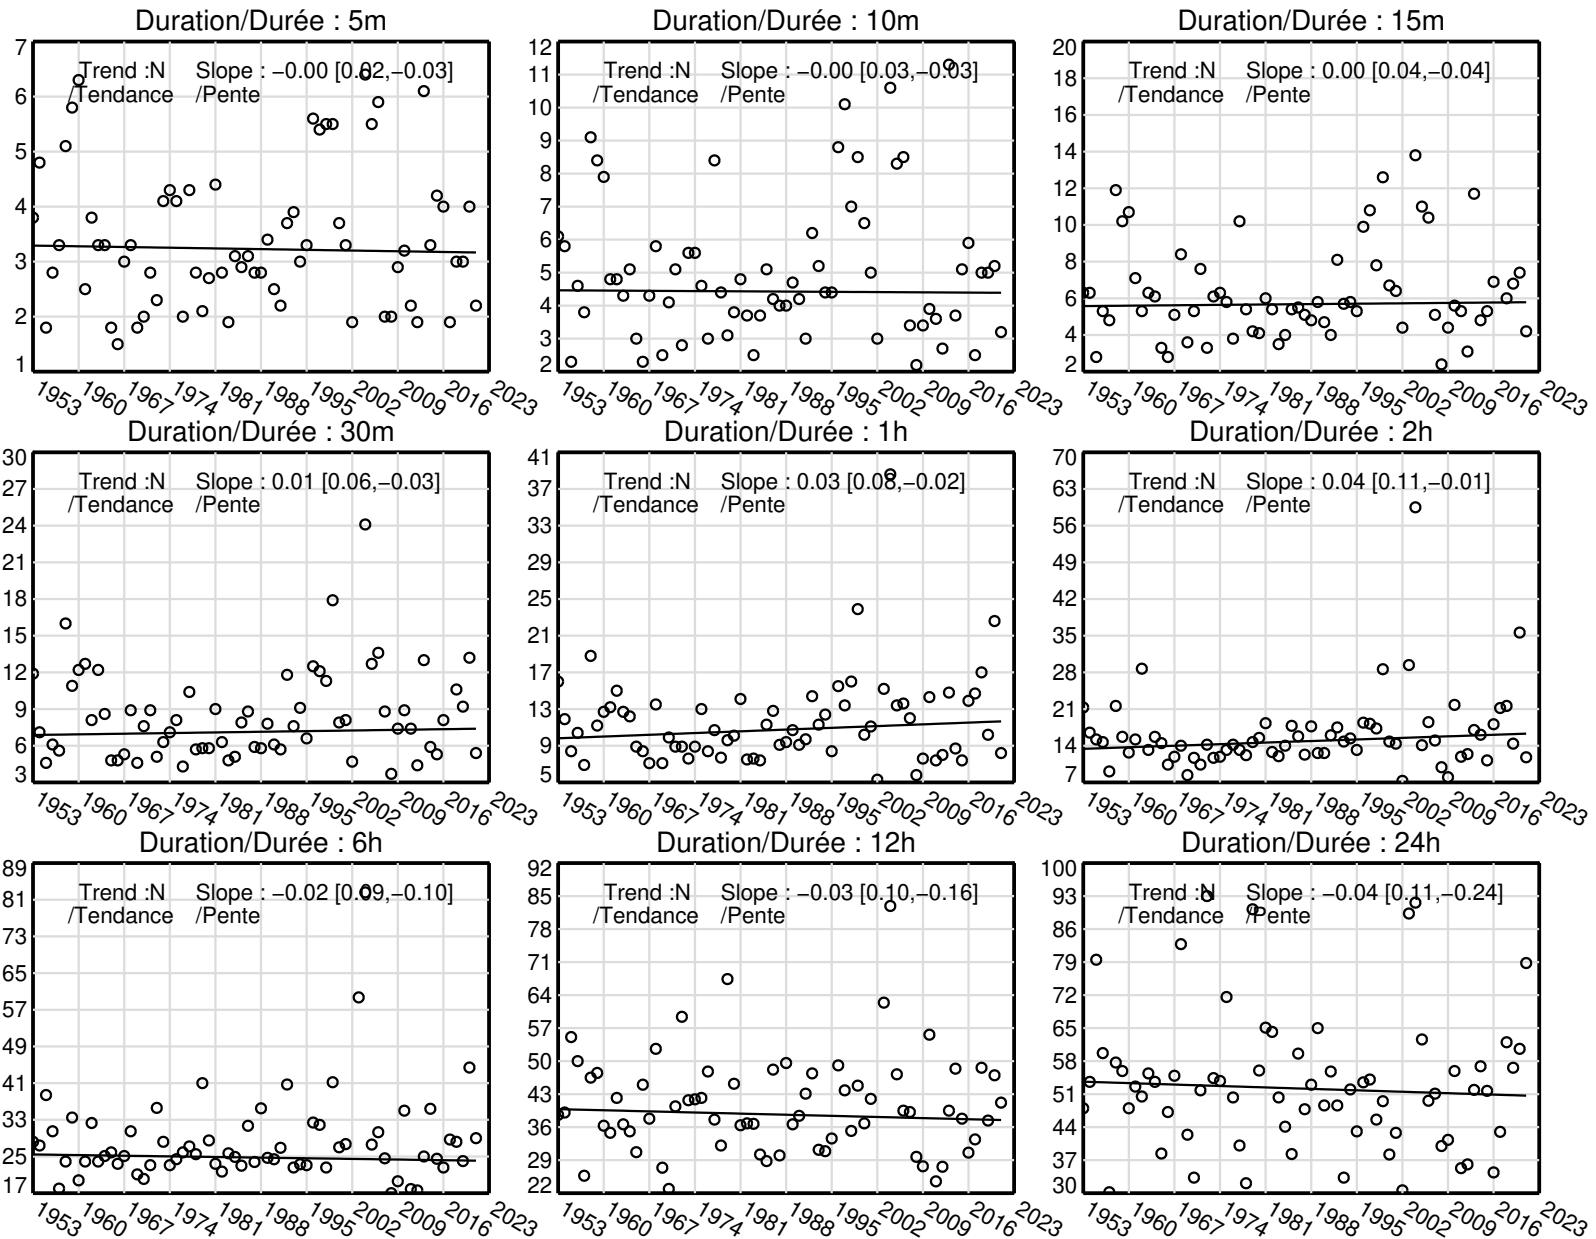 Duration/Durée : 5m
Trend :N Slope : −0.00 [0.02,−0.03]
/Tendance /Pente
7
6
5
4
3
2
1
1953 1960 1967 1974 1981 1988 1995 2002 2009 2016 2023
Duration/Durée : 10m
Trend :N Slope : −0.00 [0.03,−0.03]
/Tendance /Pente
12
11
10
9
8
7
6
5
4
3
2
1953 1960 1967 1974 1981 1988 1995 2002 2009 2016 2023
Duration/Durée : 15m
Trend :N Slope : 0.00 [0.04,−0.04]
/Tendance /Pente
20
18
16
14
12
10
8
6
4
2
1953 1960 1967 1974 1981 1988 1995 2002 2009 2016 2023
Duration/Durée : 30m
Trend :N Slope : 0.01 [0.06,−0.03]
/Tendance /Pente
30
27
24
21
18
15
12
9
6
3
1953 1960 1967 1974 1981 1988 1995 2002 2009 2016 2023
Duration/Durée : 1h
Trend :N Slope : 0.03 [0.08,−0.02]
/Tendance /Pente
41
37
33
29
25
21
17
13
9
5
1953 1960 1967 1974 1981 1988 1995 2002 2009 2016 2023
Duration/Durée : 2h
Trend :N Slope : 0.04 [0.11,−0.01]
/Tendance /Pente
70
63
56
49
42
35
28
21
14
7
1953 1960 1967 1974 1981 1988 1995 2002 2009 2016 2023
Duration/Durée : 6h
Trend :N Slope : −0.02 [0.09,−0.10]
/Tendance /Pente
89
81
73
65
57
49
41
33
25
17
1953 1960 1967 1974 1981 1988 1995 2002 2009 2016 2023
Duration/Durée : 12h
Trend :N Slope : −0.03 [0.10,−0.16]
/Tendance /Pente
92
85
78
71
64
57
50
43
36
29
22
1953 1960 1967 1974 1981 1988 1995 2002 2009 2016 2023
Duration/Durée : 24h
Trend :N Slope : −0.04 [0.11,−0.24]
/Tendance /Pente
100
93
86
79
72
65
58
51
44
37
30
1953 1960 1967 1974 1981 1988 1995 2002 2009 2016 2023